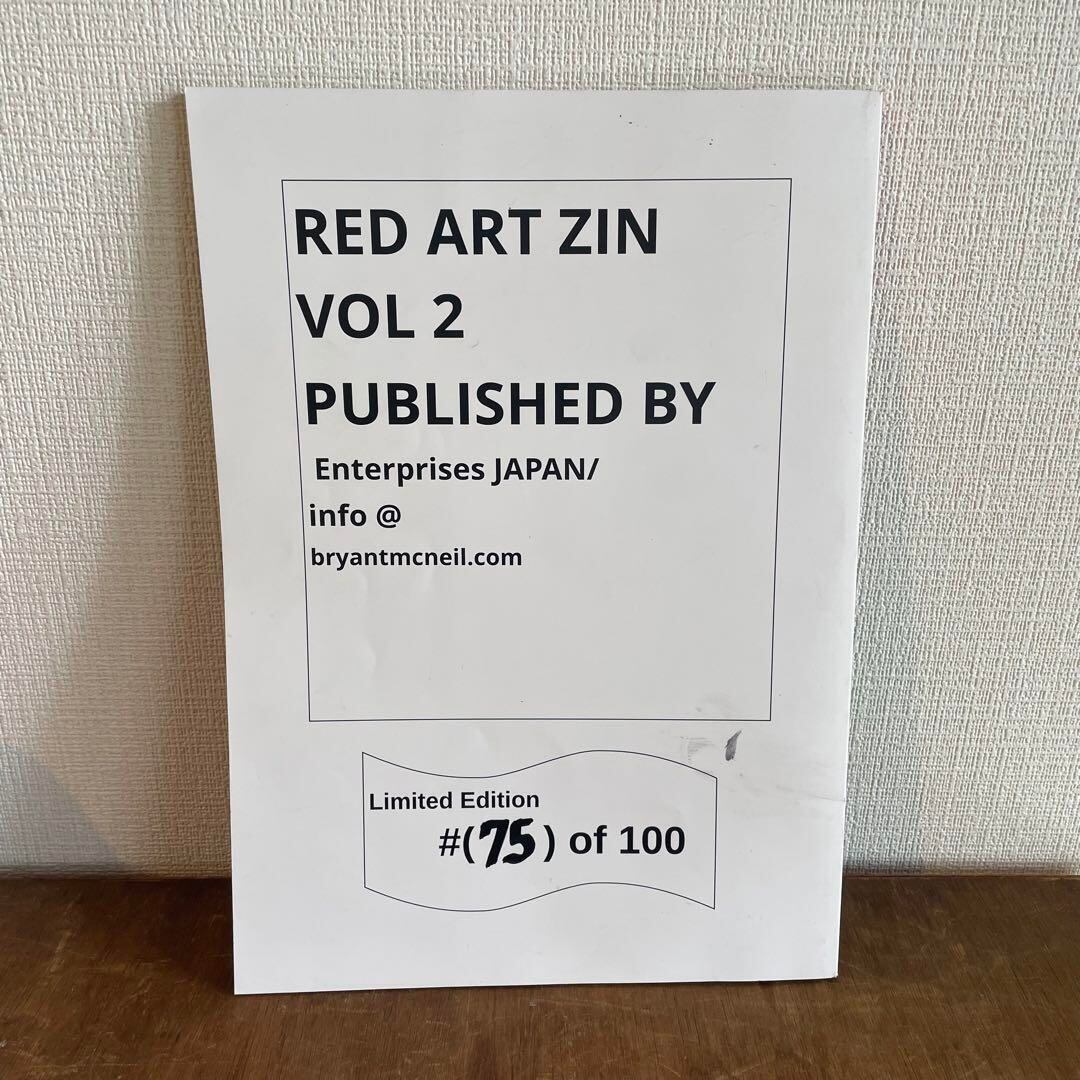 RED ART ZIN
VOL 2
PUBLISHED BY
Enterprises JAPAN/
info @
bryantmcneil.com
Limited Edition
#(75) of 100